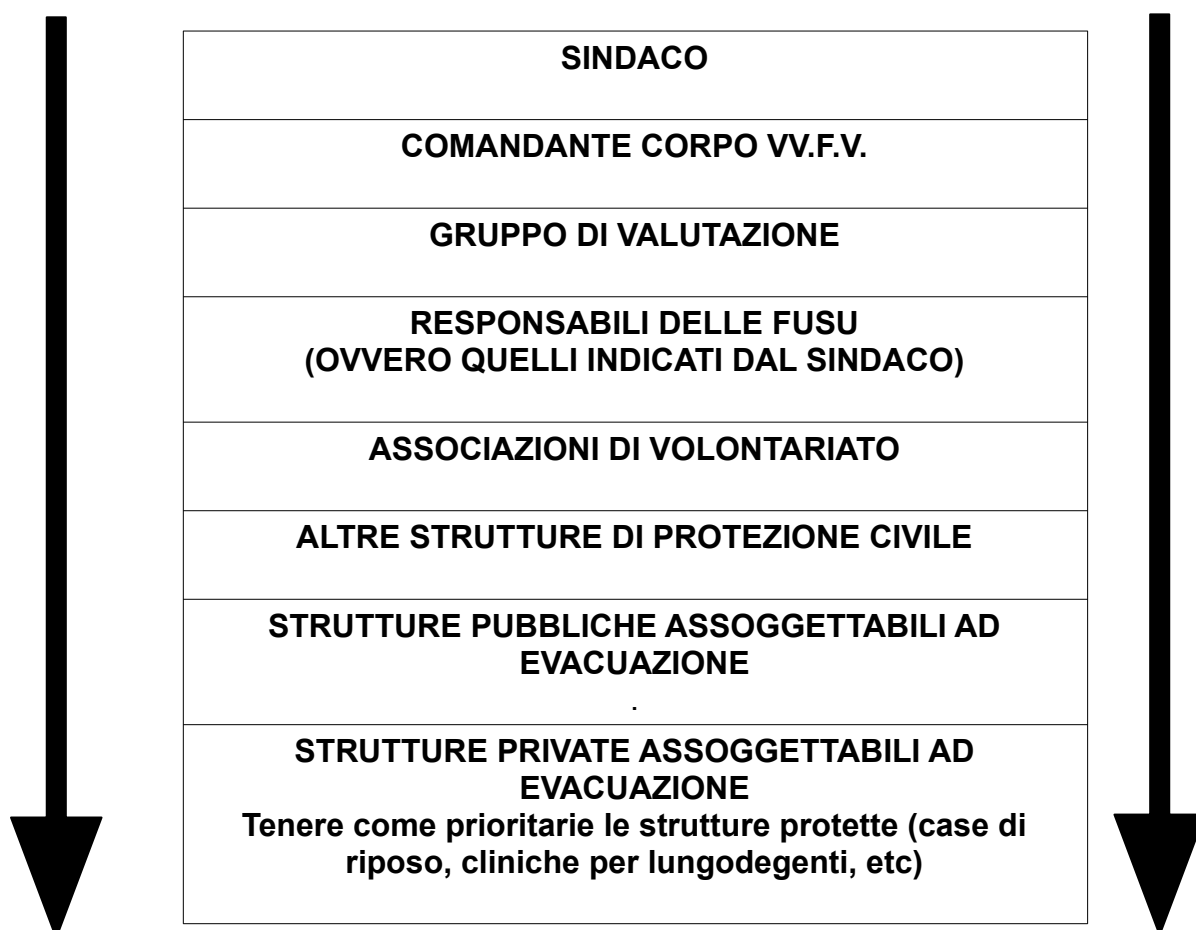 SINDACO
COMANDANTE CORPO VV.F.V.
GRUPPO DI VALUTAZIONE
RESPONSABILI DELLE FUSU
(OVVERO QUELLI INDICATI DAL SINDACO)
ASSOCIAZIONI DI VOLONTARIATO
ALTRE STRUTTURE DI PROTEZIONE CIVILE
STRUTTURE PUBBLICHE ASSOGGETTABILI AD
EVACUAZIONE
.
STRUTTURE PRIVATE ASSOGGETTABILI AD
EVACUAZIONE
Tenere come prioritarie le strutture protette (case di
riposo, cliniche per lungodegenti, etc)